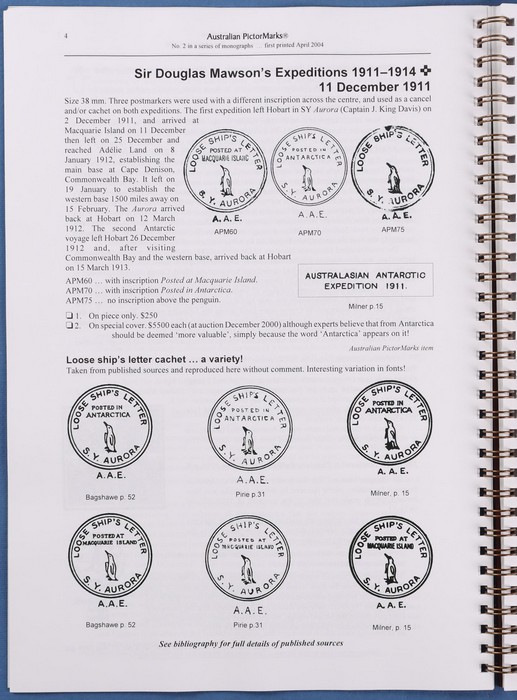 4
Australian PictorMarks®
No. 2 in a series of monographs ... first printed April 2004
Sir Douglas Mawson's Expeditions 1911–1914 ✤
11 December 1911
Size 38 mm. Three postmarkers were used with a different inscription across the centre, and used as a cancel
and/or cachet on both expeditions. The first expedition left Hobart in SY Aurora (Captain J. King Davis) on
2 December 1911, and arrived at
Macquarie Island on 11 December
then left on 25 December and
reached Adélie Land on 8
January 1912, establishing the
main base at Cape Denison,
Commonwealth Bay. It left on
19 January to establish the
western base 1500 miles away on
15 February. The Aurora arrived
back at Hobart on 12 March
1912. The second Antarctic
voyage left Hobart 26 December
1912 and, after visiting
Commonwealth Bay and the western base, arrived back at Hobart
on 15 March 1913.
LOOSE SHIP'S LETTER
POSTED AT
MACQUARIE ISLAND
S.Y. AURORA
A.A.E.
APM60
LOOSE SHIP'S LETTER
POSTED IN
ANTARCTICA
S.Y. AURORA
A.A.E.
APM70
LOOSE SHIP'S LETTER
S.Y. AURORA
A.A.E.
APM75
APM60 ... with inscription Posted at Macquarie Island.
APM70 ... with inscription Posted in Antarctica.
APM75 ... no inscription above the penguin.
AUSTRALASIAN ANTARCTIC
EXPEDITION 1911.
Milner p.15
❑ 1. On piece only. $250
❑ 2. On special cover. $5500 each (at auction December 2000) although experts believe that from Antarctica
should be deemed 'more valuable', simply because the word 'Antarctica' appears on it!
Australian PictorMarks item
Loose ship's letter cachet ... a variety!
Taken from published sources and reproduced here without comment. Interesting variation in fonts!
LOOSE SHIP'S LETTER
POSTED IN
ANTARCTICA
S.Y. AURORA
A.A.E.
Bagshawe p. 52
LOOSE SHIP'S LETTER
POSTED IN
ANTARCTICA
S.Y. AURORA
A.A.E.
Pirie p.31
LOOSE SHIP'S LETTER
POSTED IN
ANTARCTICA
S.Y. AURORA
A.A.E.
Milner, p. 15
LOOSE SHIP'S LETTER
POSTED AT
MACQUARIE ISLAND
S.Y. AURORA
A.A.E.
Bagshawe p. 52
LOOSE SHIP'S LETTER
POSTED AT
MACQUARIE ISLAND
S.Y. AURORA
A.A.E.
Pirie p.31
LOOSE SHIP'S LETTER
POSTED AT
MACQUARIE ISLAND
S.Y. AURORA
A.A.E.
Milner, p. 15
See bibliography for full details of published sources